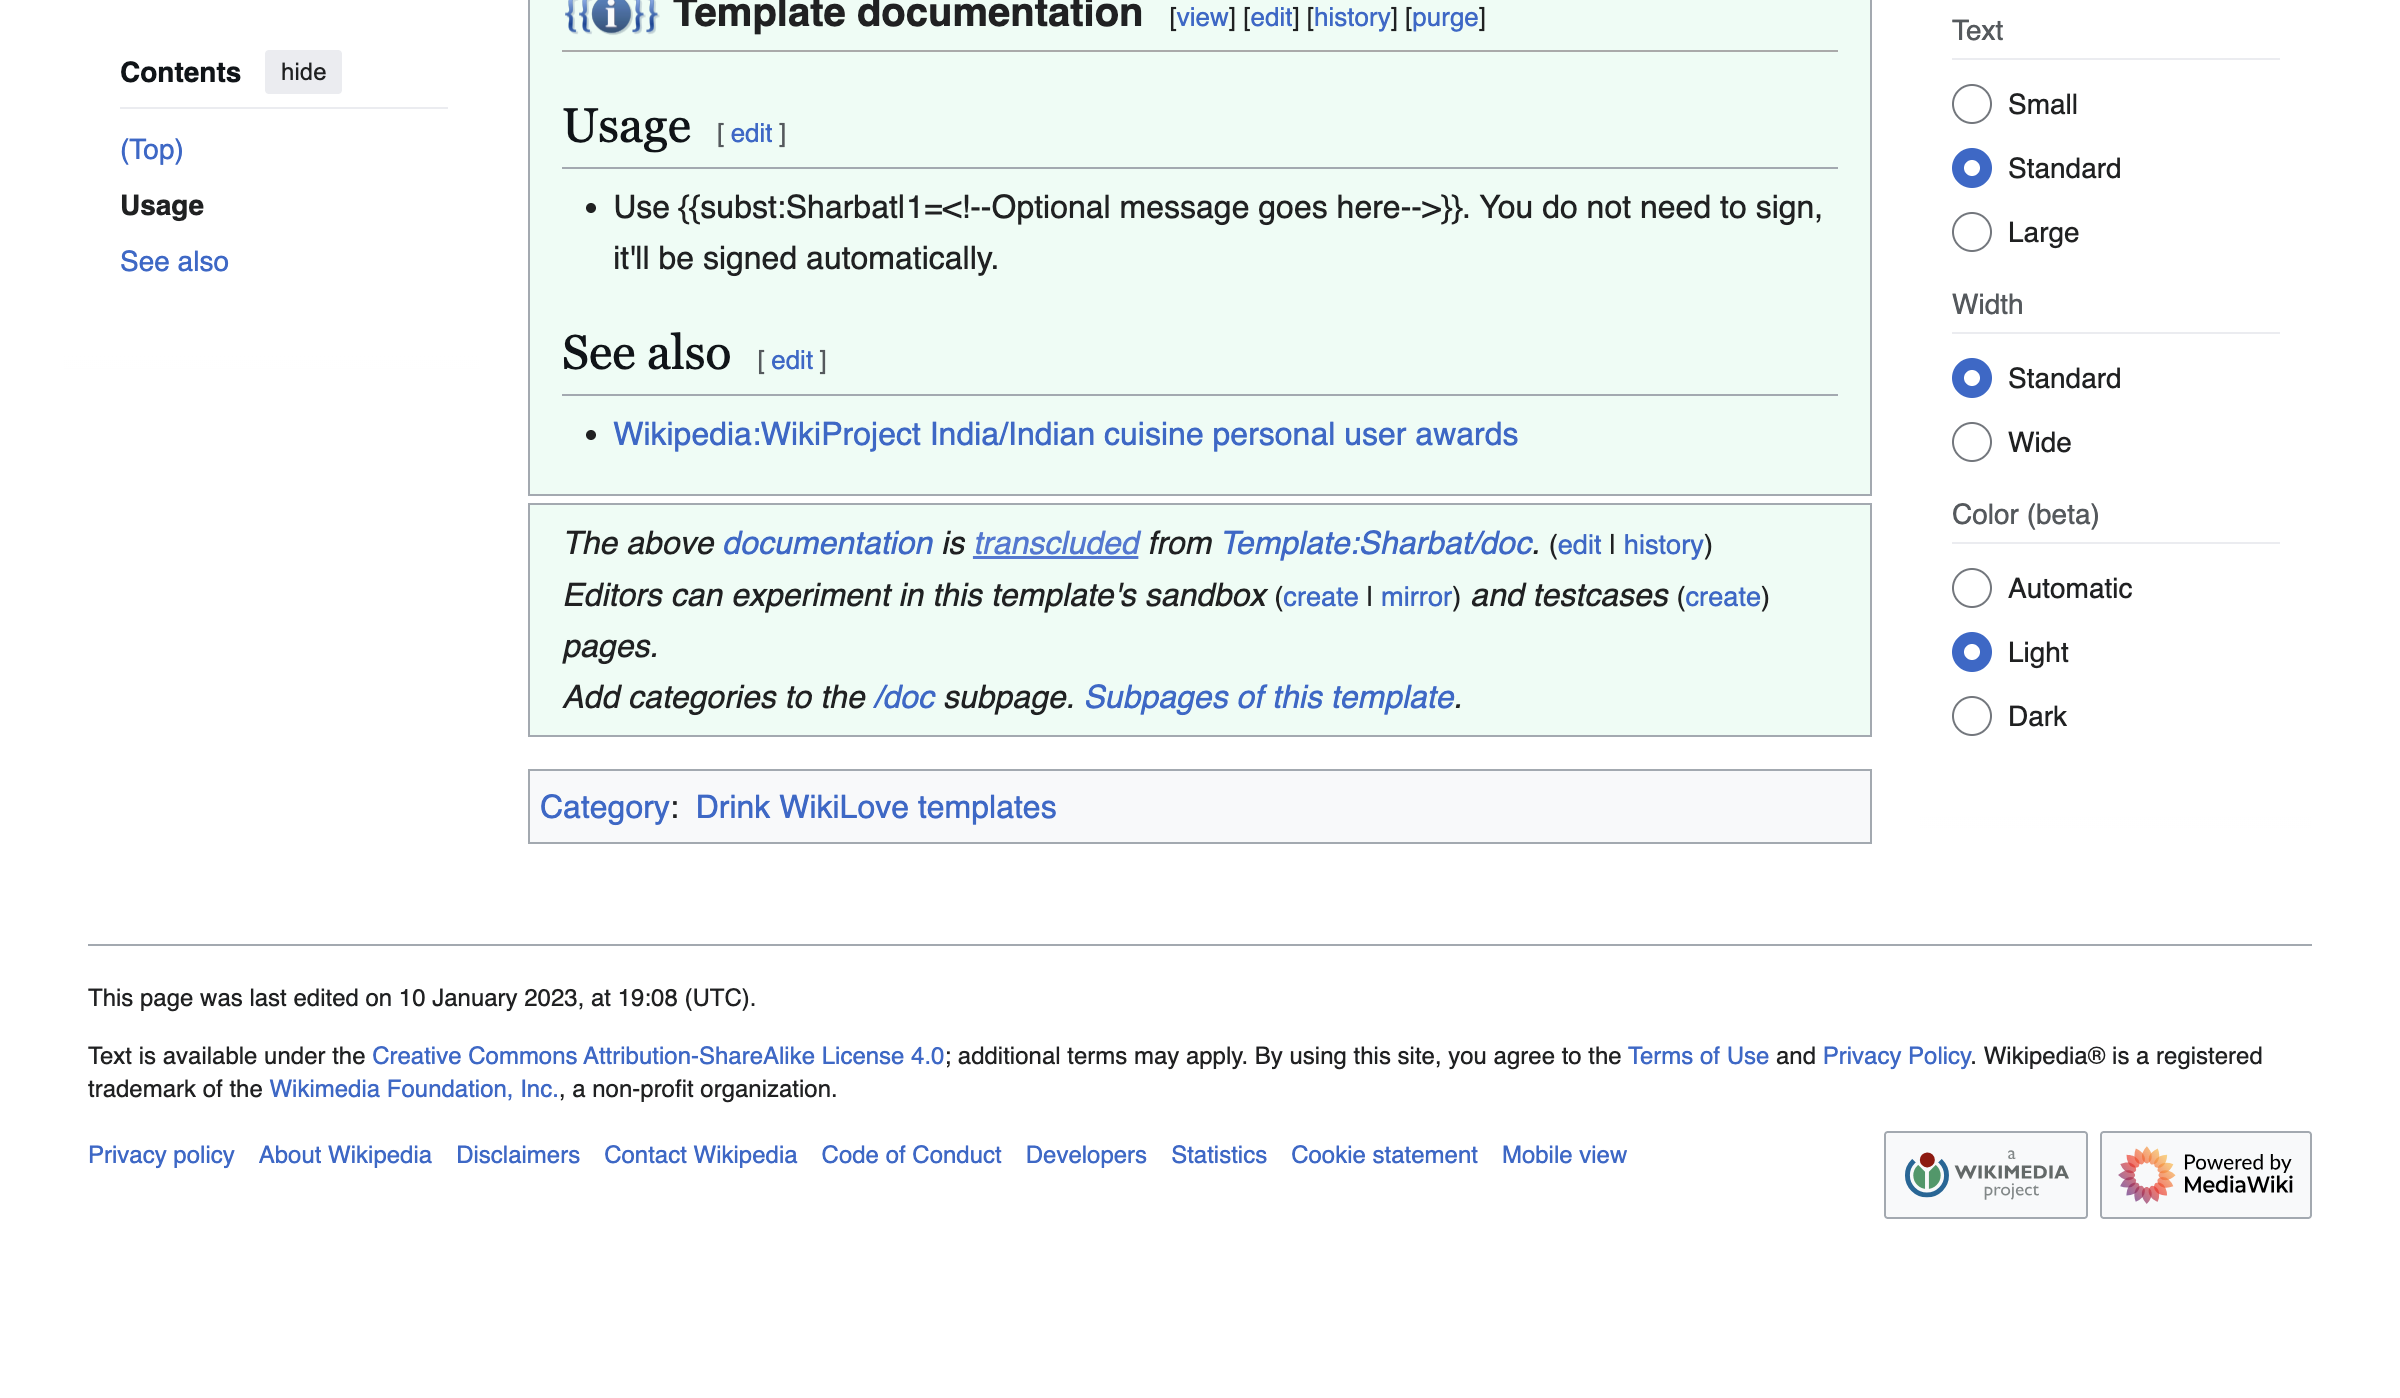 Template documentation [view] [edit] [history] [purge]
Contents hide
(Top)
Usage
See also
Usage [ edit ]
• Use {{subst:Sharbat|1=<!--Optional message goes here-->}}. You do not need to sign,
it'll be signed automatically.
See also [ edit ]
• Wikipedia:WikiProject India/Indian cuisine personal user awards
The above documentation is transcluded from Template:Sharbat/doc. (edit | history)
Editors can experiment in this template's sandbox (create | mirror) and testcases (create)
pages.
Add categories to the /doc subpage. Subpages of this template.
Category: Drink WikiLove templates
Text
Small
Standard
Large
Width
Standard
Wide
Color (beta)
Automatic
Light
Dark
This page was last edited on 10 January 2023, at 19:08 (UTC).
Text is available under the Creative Commons Attribution-ShareAlike License 4.0; additional terms may apply. By using this site, you agree to the Terms of Use and Privacy Policy. Wikipedia® is a registered
trademark of the Wikimedia Foundation, Inc., a non-profit organization.
Privacy policy About Wikipedia Disclaimers Contact Wikipedia Code of Conduct Developers Statistics Cookie statement Mobile view
a
WIKIMEDIA
project
Powered by
MediaWiki